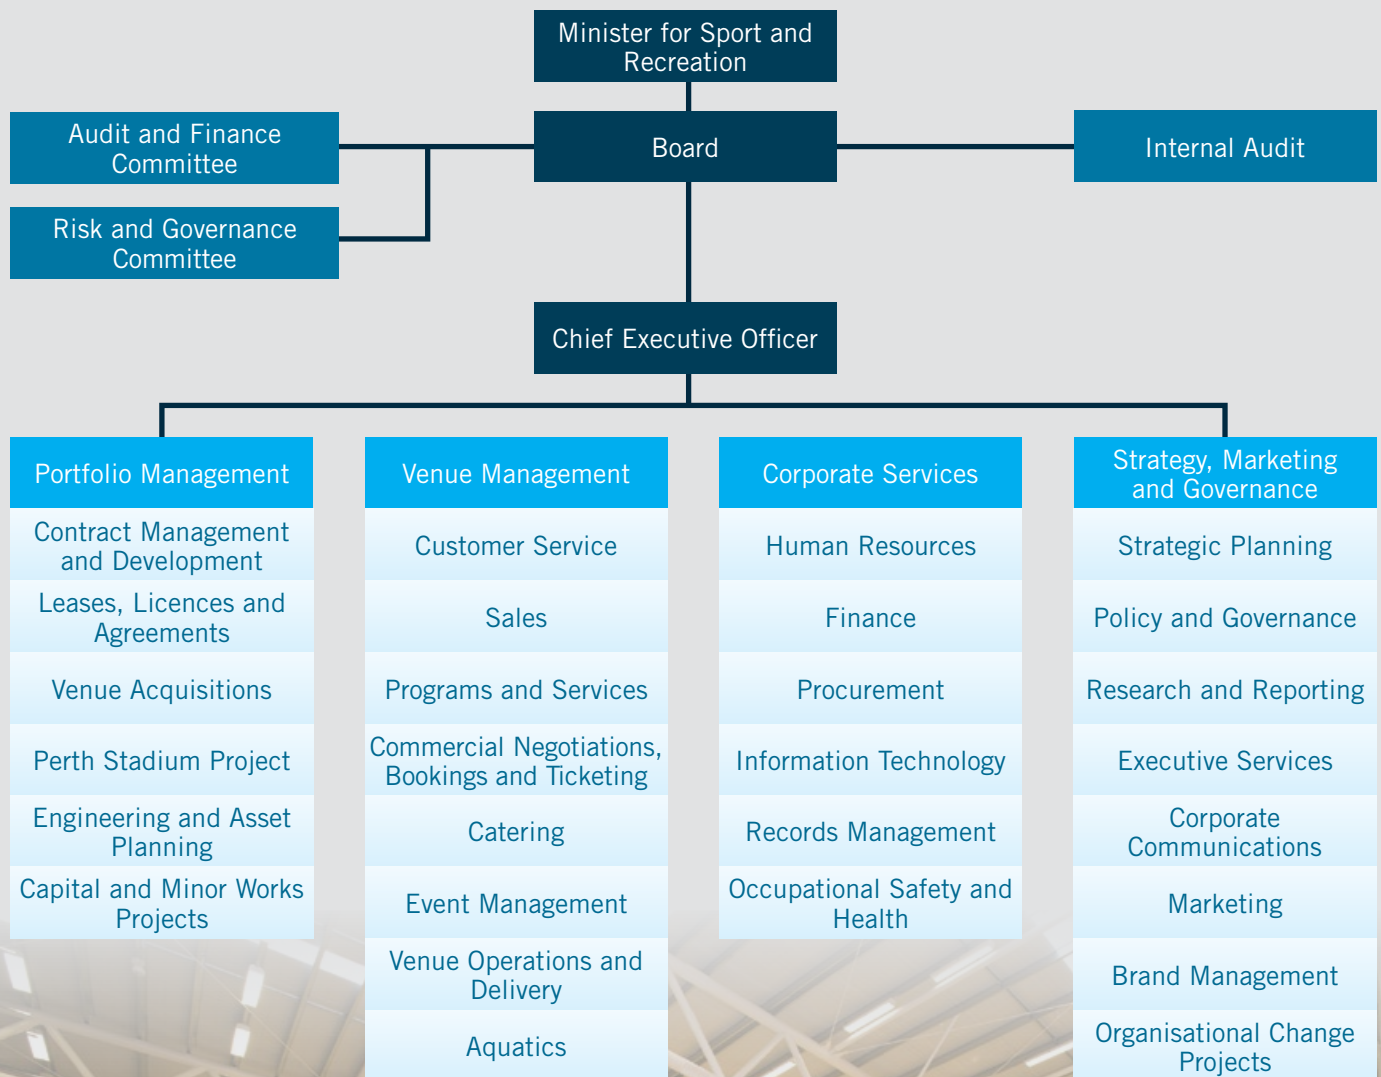 Minister for Sport and
Recreation
Audit and Finance
Committee
Board
Internal Audit
Risk and Governance
Committee
Chief Executive Officer
Portfolio Management
Contract Management
and Development
Leases, Licences and
Agreements
Venue Acquisitions
Perth Stadium Project
Engineering and Asset
Planning
Capital and Minor Works
Projects
Venue Management
Customer Service
Sales
Programs and Services
Commercial Negotiations,
Bookings and Ticketing
Catering
Event Management
Venue Operations and
Delivery
Aquatics
Corporate Services
Human Resources
Finance
Procurement
Information Technology
Records Management
Occupational Safety and
Health
Strategy, Marketing
and Governance
Strategic Planning
Policy and Governance
Research and Reporting
Executive Services
Corporate
Communications
Marketing
Brand Management
Organisational Change
Projects